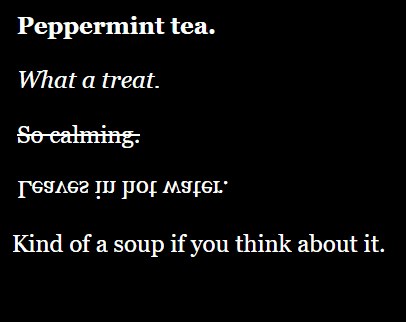 Peppermint tea.
What a treat.
So calming.
Leaves in hot water.
Kind of a soup if you think about it.